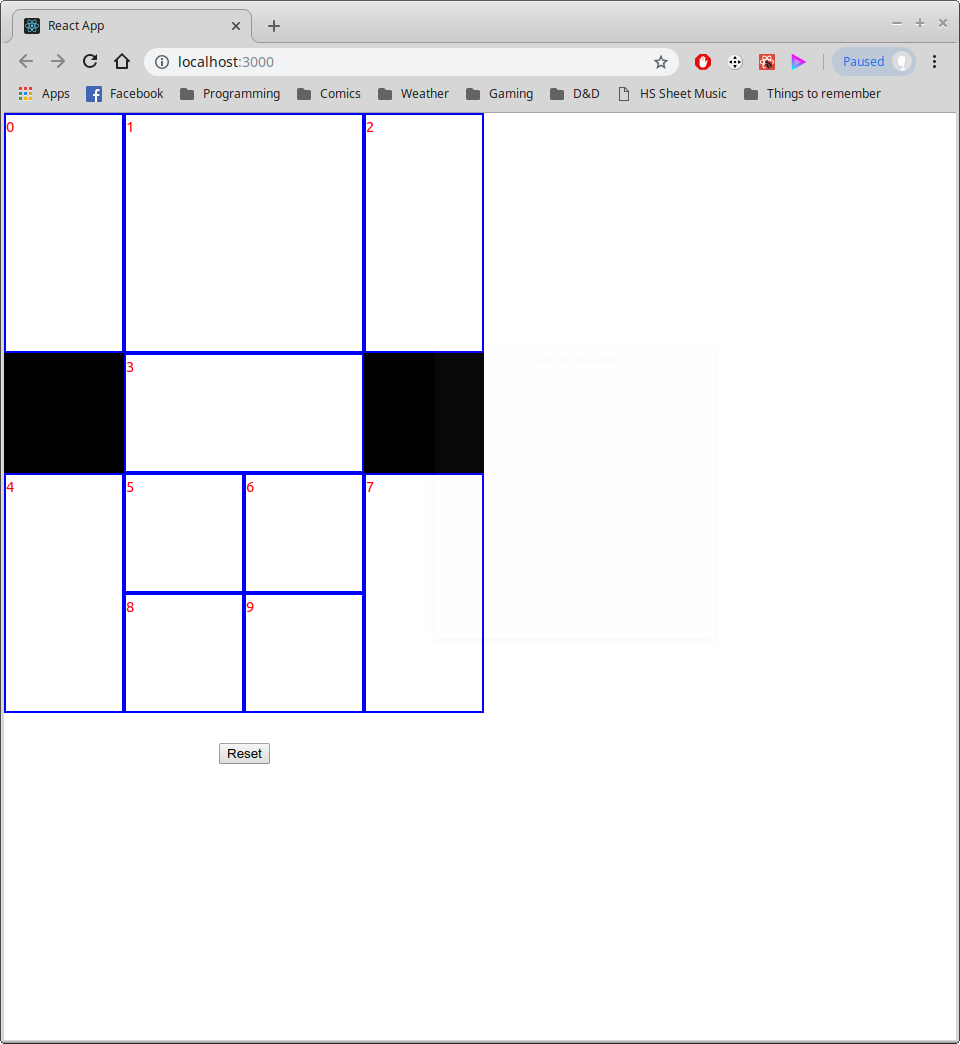 React App
localhost:3000
Paused
Apps Facebook Programming Comics Weather Gaming D&D HS Sheet Music Things to remember
0 1 2
3
4 5 6 7
8 9
Reset